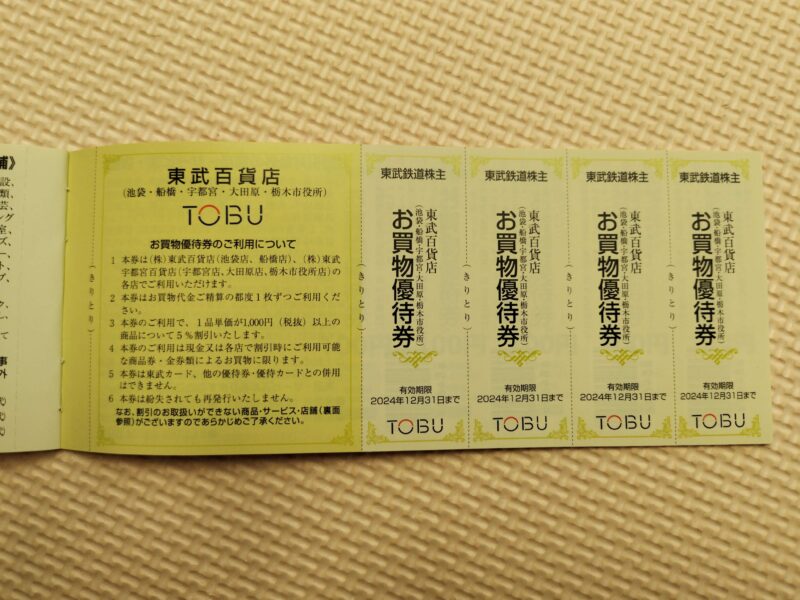 舗》
設、
類、
芸、
ング
室、
ズ、
ー、
ト、
プ、
ク、
て
事
外
東武百貨店
(池袋・船橋・宇都宮・大田原・栃木市役所)
TOBU
お買物優待券のご利用について
1 本券は(株)東武百貨店(池袋店、船橋店)、(株)東武
宇都宮百貨店(宇都宮店、大田原店、栃木市役所店)の
各店でご利用いただけます。
2 本券はお買物代金ご精算の都度1枚ずつご利用くだ
さい。
3 本券のご利用で、1品単価が1,000円(税抜)以上の
商品について5%割引いたします。
4 本券のご利用は現金又は各店で割引時にご利用可能
な商品券・金券類によるお買物に限ります。
5 本券は東武カード、他の優待券・優待カードとの併用
はできません。
6 本券は紛失されても再発行いたしません。
なお、割引のお取扱いができない商品・サービス・店舗(裏面
参照)がございますのであらかじめご了承ください。
(きりとり)
(きりとり)
東武鉄道株主
東武百貨店
(池袋・船橋・宇都宮・大田原・栃木市役所)
お買物優待券
有効期限
2024年12月31日まで
TOBU
(きりとり)
東武鉄道株主
東武百貨店
(池袋・船橋・宇都宮・大田原・栃木市役所)
お買物優待券
有効期限
2024年12月31日まで
TOBU
(きりとり)
東武鉄道株主
東武百貨店
(池袋・船橋・宇都宮・大田原・栃木市役所)
お買物優待券
有効期限
2024年12月31日まで
TOBU
(きりとり)
東武鉄道株主
東武百貨店
(池袋・船橋・宇都宮・大田原・栃木市役所)
お買物優待券
有効期限
2024年12月31日まで
TOBU